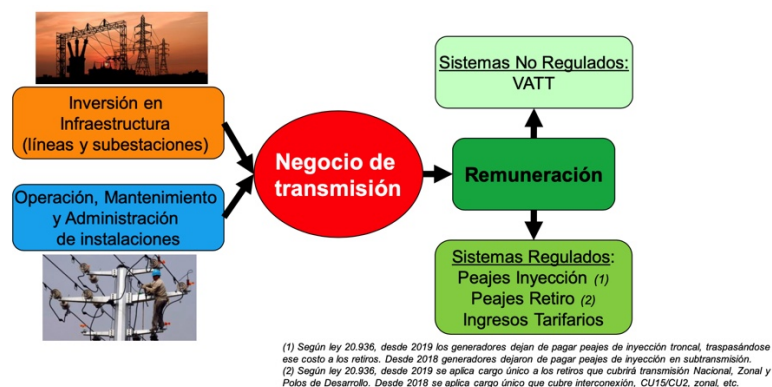 Inversión en
Infraestructura
(líneas y subestaciones)
Operación, Mantenimiento
y Administración
de instalaciones
Negocio de
transmisión
Remuneración
Sistemas No Regulados:
VATT
Sistemas Regulados:
Peajes Inyección (1)
Peajes Retiro (2)
Ingresos Tarifarios
(1) Según ley 20.936, desde 2019 los generadores dejan de pagar peajes de inyección troncal, traspasándose
ese costo a los retiros. Desde 2018 generadores dejaron de pagar peajes de inyección en subtransmisión.
(2) Según ley 20.936, desde 2019 se aplica cargo único a los retiros que cubrirá transmisión Nacional, Zonal y
Polos de Desarrollo. Desde 2018 se aplica cargo único que cubre interconexión, CU15/CU2, zonal, etc.